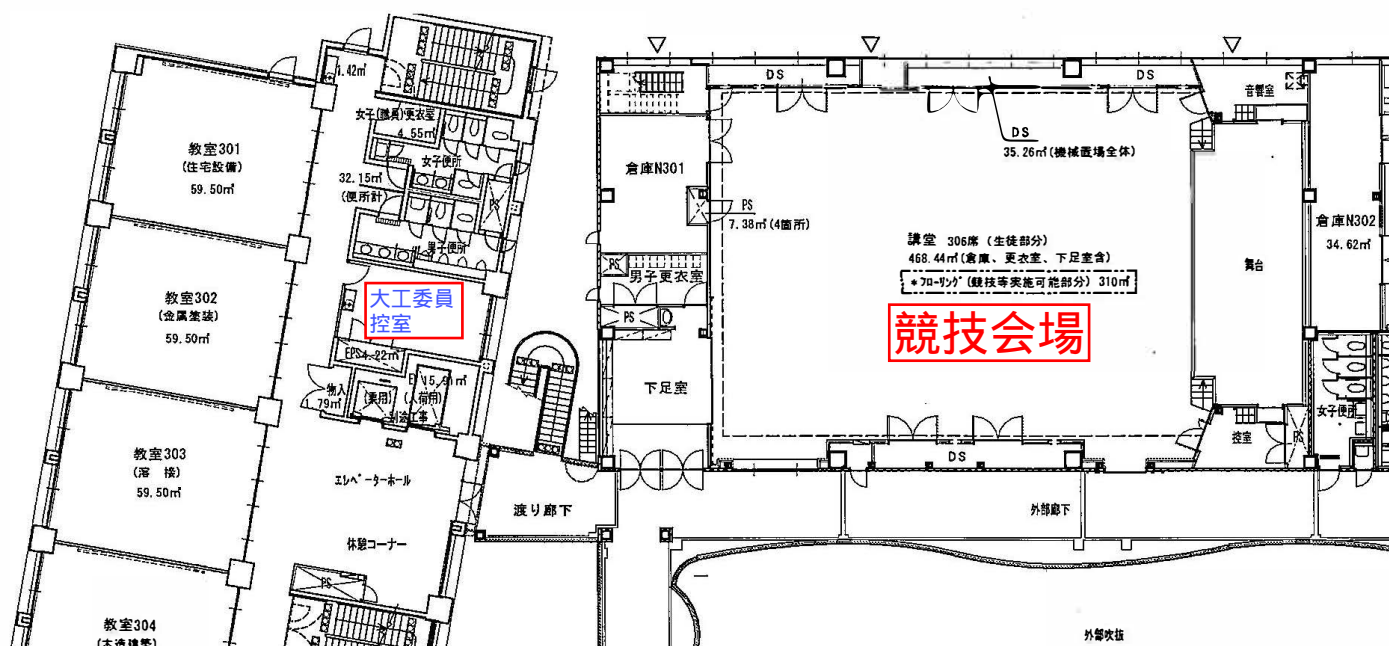 1.42㎡
女子(職員)更衣室
4.55㎡
女子便所
32.15㎡
(便所計)
PS
男子便所
教室301
(住宅設備)
59.50㎡
教室302
(金属塗装)
59.50㎡
大工委員
控室
EPS4.22㎡
物入
1.79㎡
(乗用)
(人荷用)
別途工事
教室303
(溶 接)
59.50㎡
エレベーターホール
休憩コーナー
PS
教室304
(木造建築)
渡り廊下
DS
DS
DS
35.26㎡(機械置場全体)
音響室
倉庫N301
PS
7.38㎡(4箇所)
講堂 306席 (生徒部分)
468.44㎡(倉庫、更衣室、下足室含)
*フローリング(競技等実施可能部分) 310㎡
競技会場
舞台
倉庫N302
34.62㎡
PS
男子更衣室
PS
下足室
女子便所
控室
PS
DS
外部廊下
外部吹抜